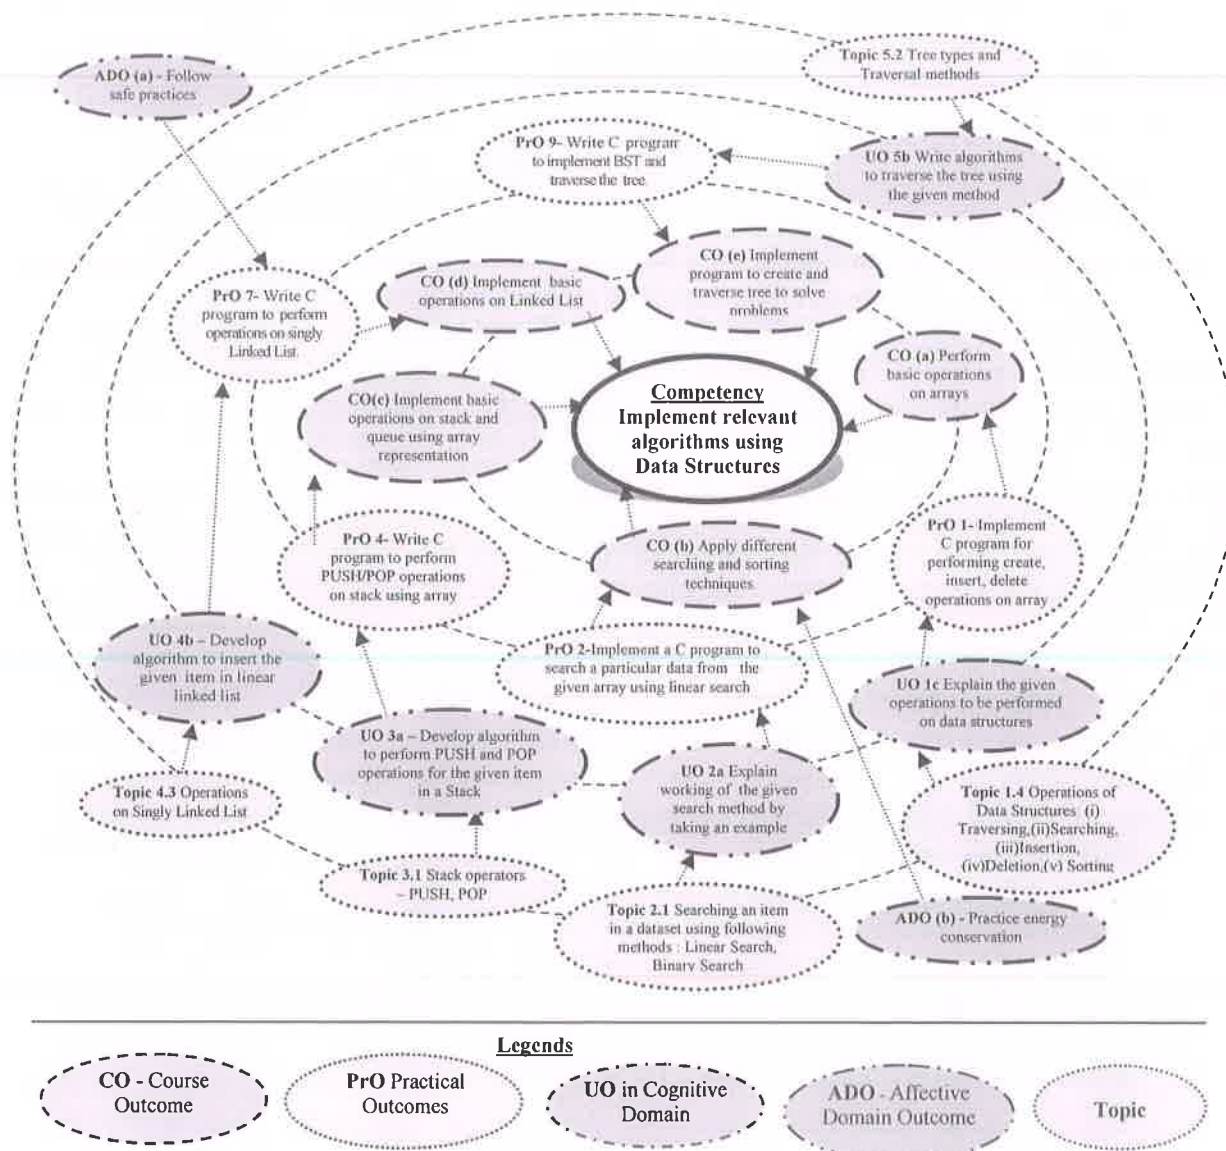 ADO (a) - Follow
safe practices
Topic 5.2 Tree types and
Traversal methods
PrO 9- Write C program
to implement BST and
traverse the tree
UO 5b Write algorithms
to traverse the tree using
the given method
CO (e) Implement
program to create and
traverse tree to solve
problems
CO (d) Implement basic
operations on Linked List
PrO 7- Write C
program to perform
operations on singly
Linked List.
CO (a) Perform
basic operations
on arrays
CO(c) Implement basic
operations on stack and
queue using array
representation
Competency
Implement relevant
algorithms using
Data Structures
PrO 4- Write C
program to perform
PUSH/POP operations
on stack using array
CO (b) Apply different
searching and sorting
techniques.
PrO 1- Implement
C program for
performing create,
insert, delete
operations on array
UO 4b – Develop
algorithm to insert the
given item in linear
linked list
PrO 2-Implement a C program to
search a particular data from the
given array using linear search
UO 1c Explain the given
operations to be performed
on data structures
UO 3a – Develop algorithm
to perform PUSH and POP
operations for the given item
in a Stack
UO 2a Explain
working of the given
search method by
taking an example
Topic 4.3 Operations
on Singly Linked List
Topic 1.4 Operations of
Data Structures (i)
Traversing,(ii)Searching,
(iii)Insertion,
(iv)Deletion,(v) Sorting
Topic 3.1 Stack operators
– PUSH, POP
Topic 2.1 Searching an item
in a dataset using following
methods : Linear Search,
Binary Search
ADO (b) - Practice energy
conservation
Legends
CO - Course
Outcome
PrO Practical
Outcomes
UO in Cognitive
Domain
ADO - Affective
Domain Outcome
Topic